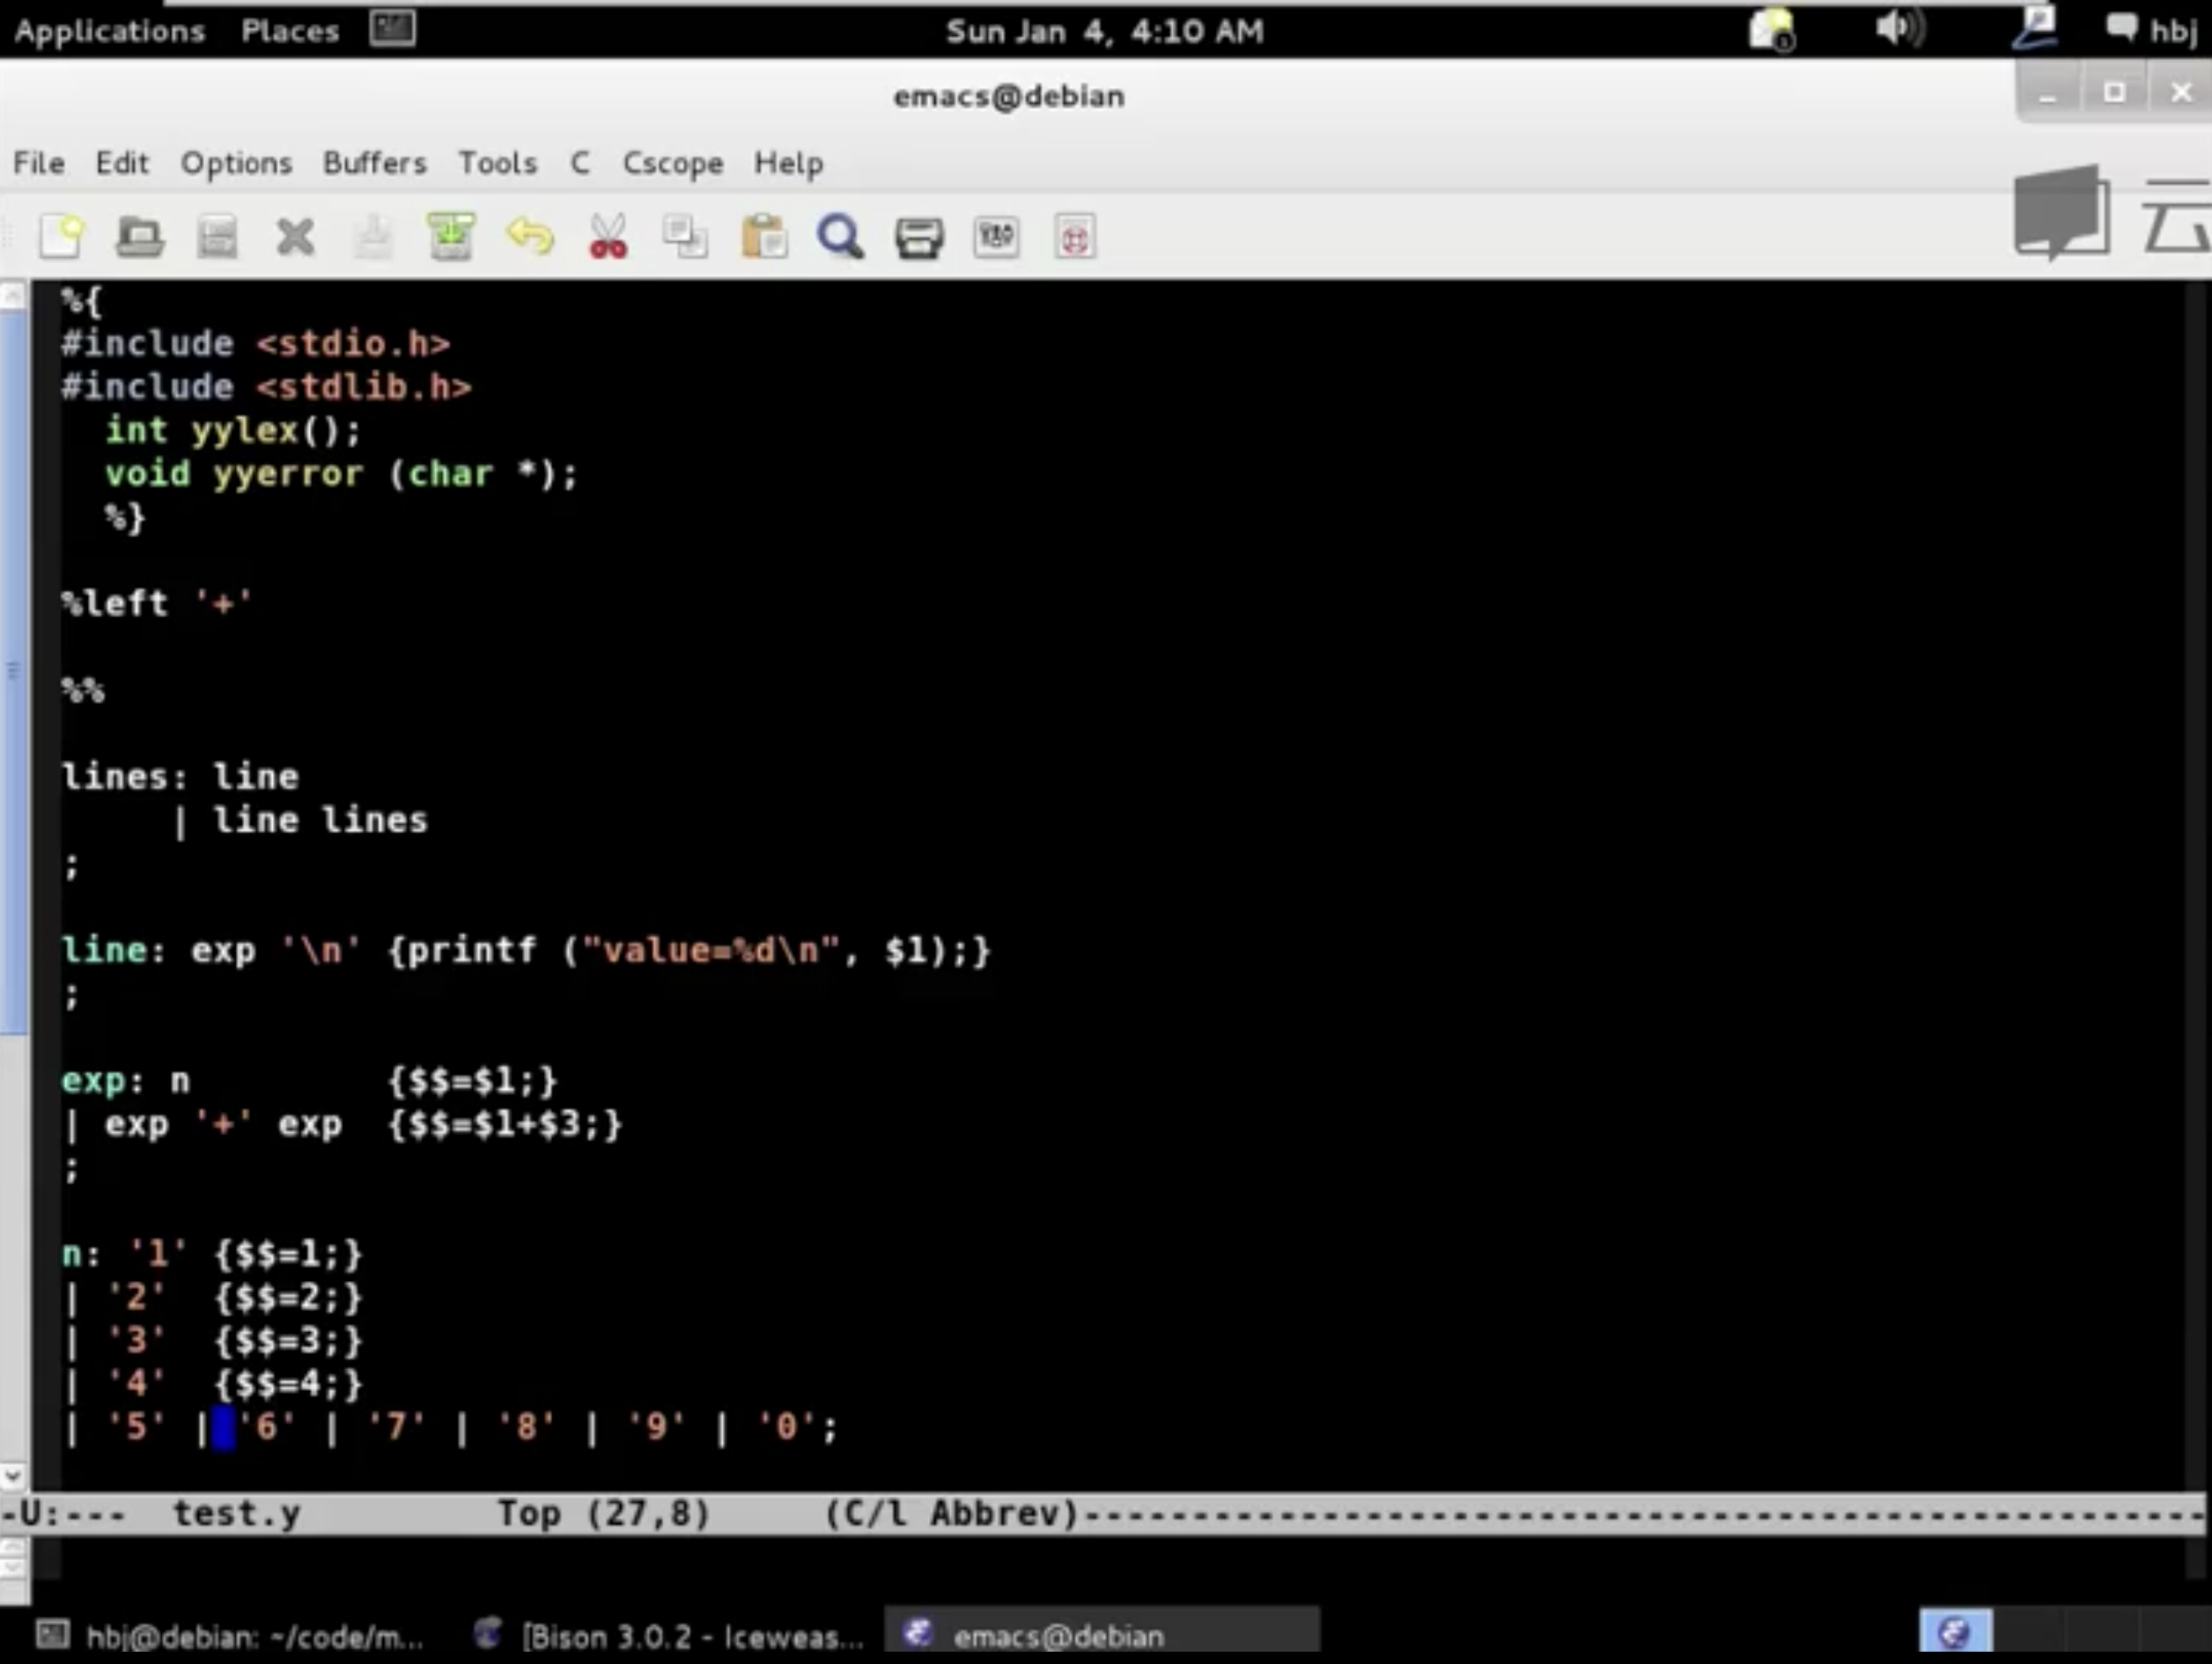 Applications Places Sun Jan 4, 4:10 AM hbj
emacs@debian
File Edit Options Buffers Tools C Cscope Help
%{
#include <stdio.h>
#include <stdlib.h>
  int yylex();
  void yyerror (char *);
  %}
%left '+'
%%
lines: line
     | line lines
;
line: exp '\n' {printf ("value=%d\n", $1);}
;
exp: n         {$$=$1;}
| exp '+' exp  {$$=$1+$3;}
;
n: '1' {$$=1;}
| '2'  {$$=2;}
| '3'  {$$=3;}
| '4'  {$$=4;}
| '5' | '6' | '7' | '8' | '9' | '0';
-U:---  test.y         Top (27,8)     (C/l Abbrev)----------------------------------------------------
hbj@debian: ~/code/m... [Bison 3.0.2 - Iceweas... emacs@debian